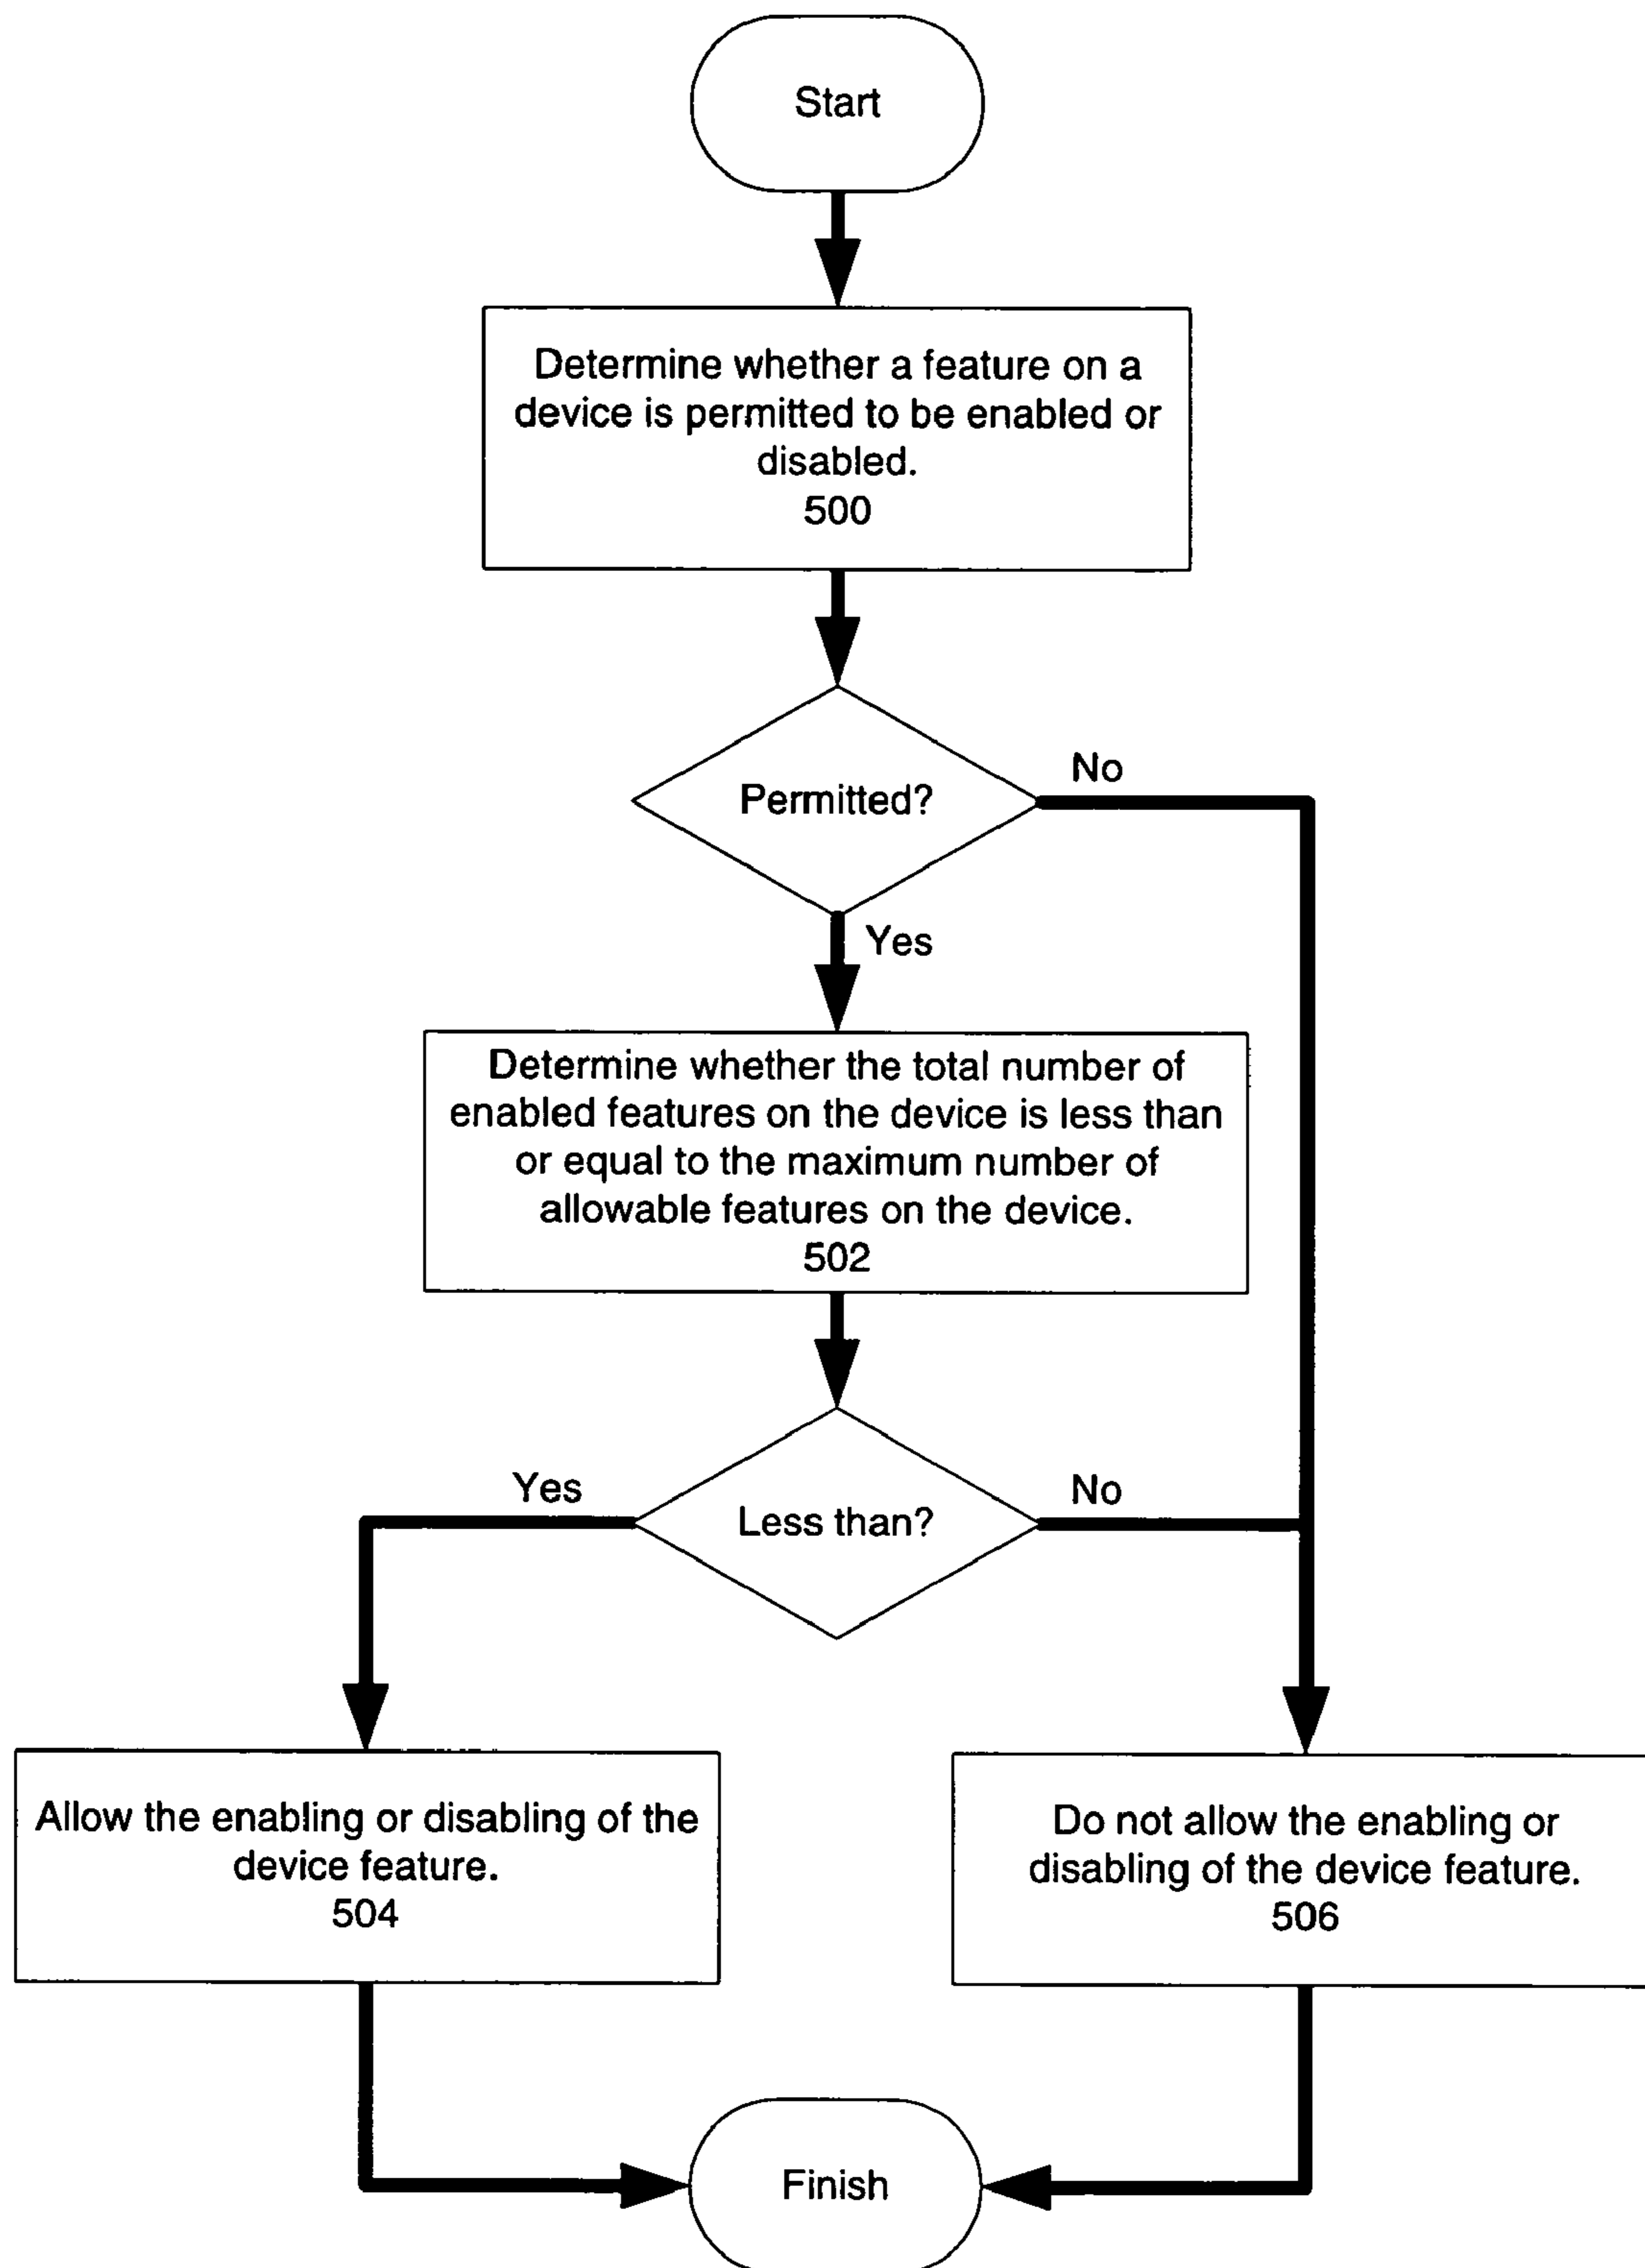 Start
Determine whether a feature on a
device is permitted to be enabled or
disabled.
500
Permitted?
No
Yes
Determine whether the total number of
enabled features on the device is less than
or equal to the maximum number of
allowable features on the device.
502
Yes
Less than?
No
Allow the enabling or disabling of the
device feature.
504
Do not allow the enabling or
disabling of the device feature.
506
Finish